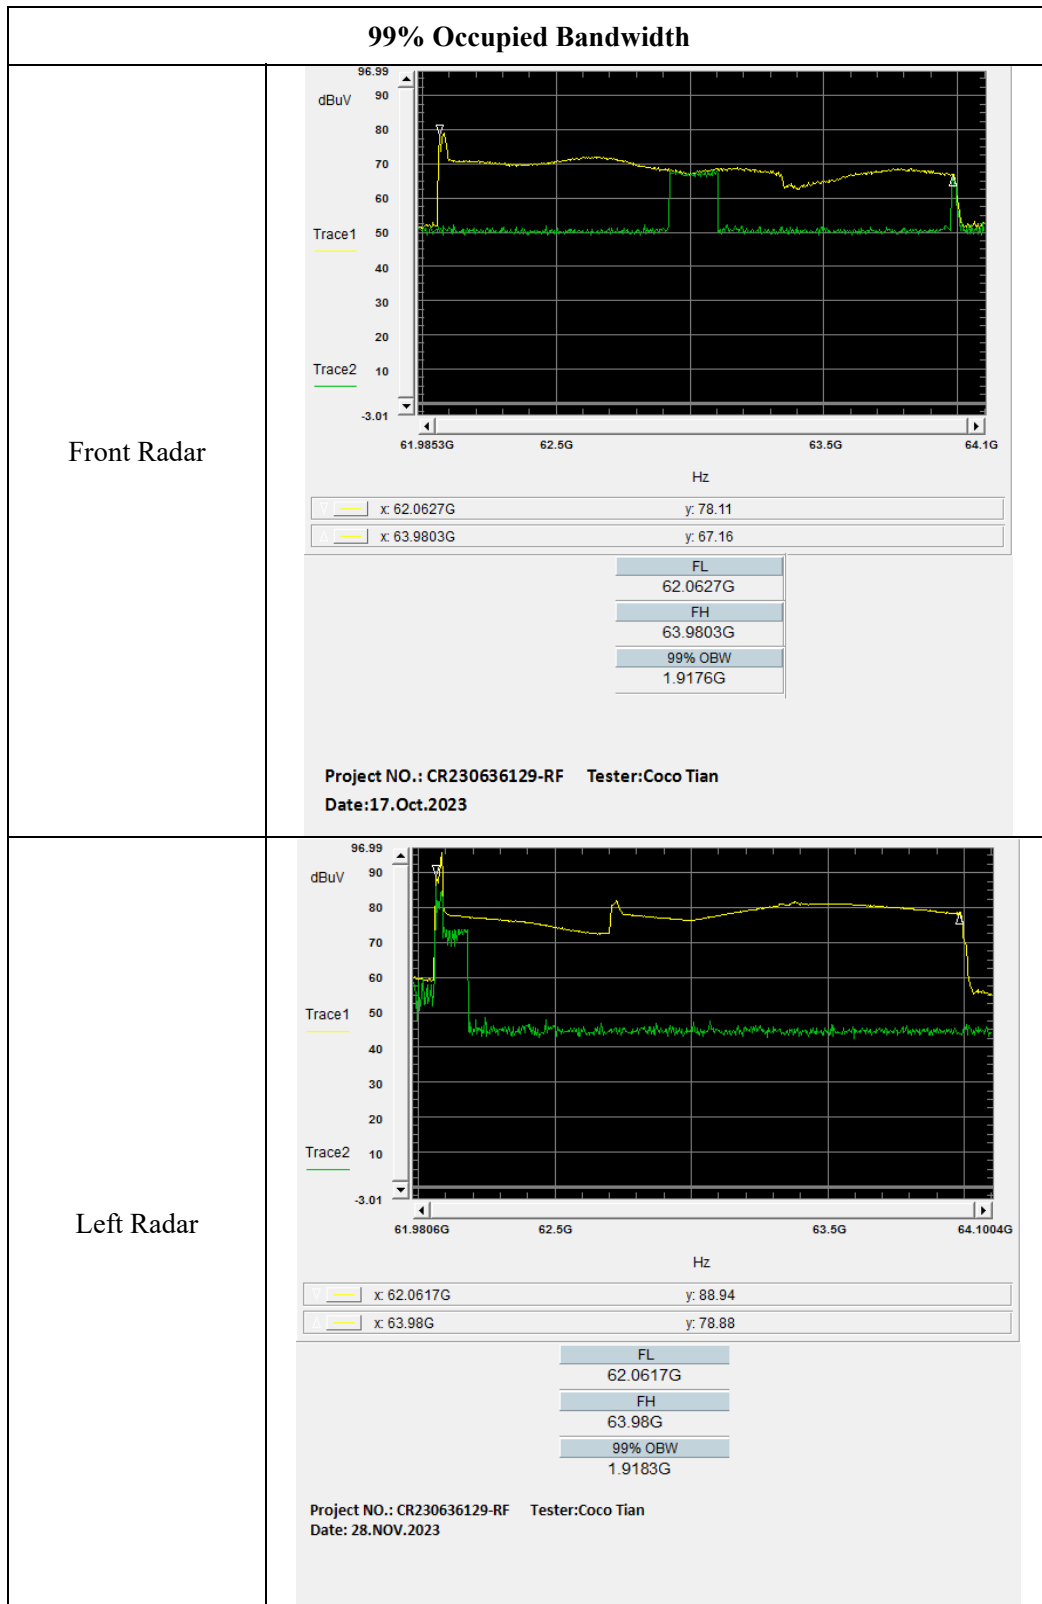 99% Occupied Bandwidth
Front Radar
96.99
dBuV
90
80
70
60
Trace1
50
40
30
20
Trace2
10
-3.01
61.9853G 62.5G 63.5G 64.1G
Hz
x: 62.0627G y: 78.11
x: 63.9803G y: 67.16
FL
62.0627G
FH
63.9803G
99% OBW
1.9176G
Project NO.: CR230636129-RF Tester:Coco Tian
Date:17.Oct.2023
Left Radar
96.99
dBuV
90
80
70
60
Trace1
50
40
30
20
Trace2
10
-3.01
61.9806G 62.5G 63.5G 64.1004G
Hz
x: 62.0617G y: 88.94
x: 63.98G y: 78.88
FL
62.0617G
FH
63.98G
99% OBW
1.9183G
Project NO.: CR230636129-RF Tester:Coco Tian
Date: 28.NOV.2023